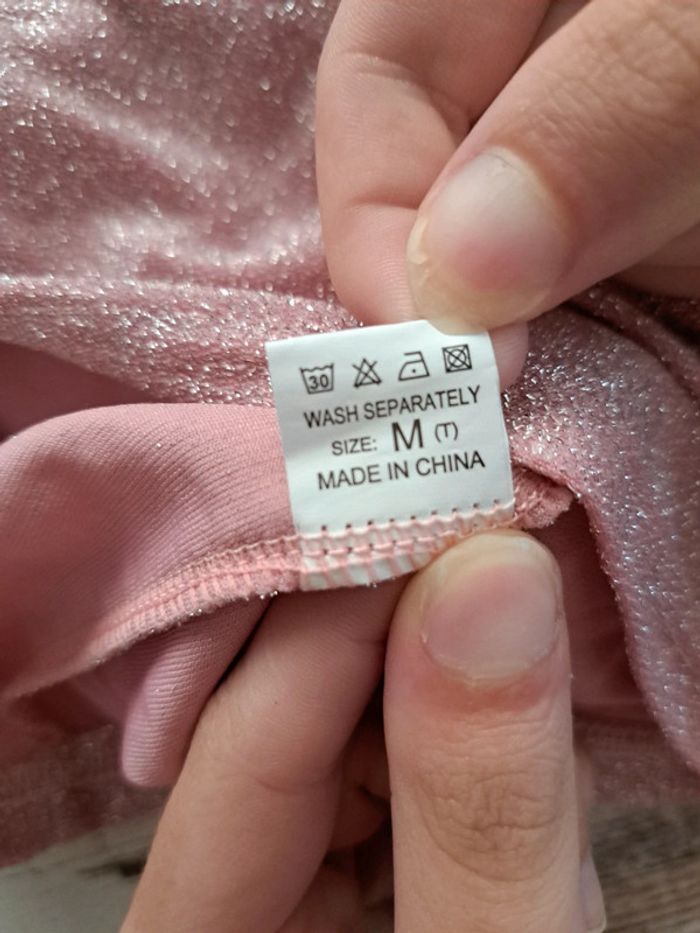 30
WASH SEPARATELY
SIZE: M (T)
MADE IN CHINA